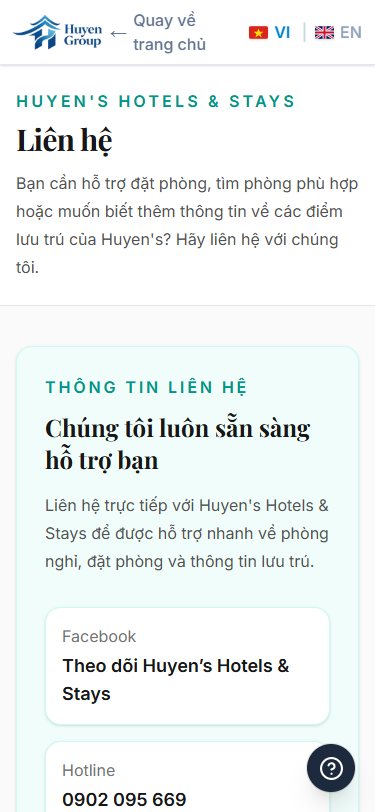 Huyen
Group
← Quay về
trang chủ
VI
EN
HUYEN'S HOTELS & STAYS
Liên hệ
Bạn cần hỗ trợ đặt phòng, tìm phòng phù hợp
hoặc muốn biết thêm thông tin về các điểm
lưu trú của Huyen's? Hãy liên hệ với chúng
tôi.
THÔNG TIN LIÊN HỆ
Chúng tôi luôn sẵn sàng
hỗ trợ bạn
Liên hệ trực tiếp với Huyen's Hotels &
Stays để được hỗ trợ nhanh về phòng
nghỉ, đặt phòng và thông tin lưu trú.
Facebook
Theo dõi Huyen’s Hotels &
Stays
Hotline
0902 095 669